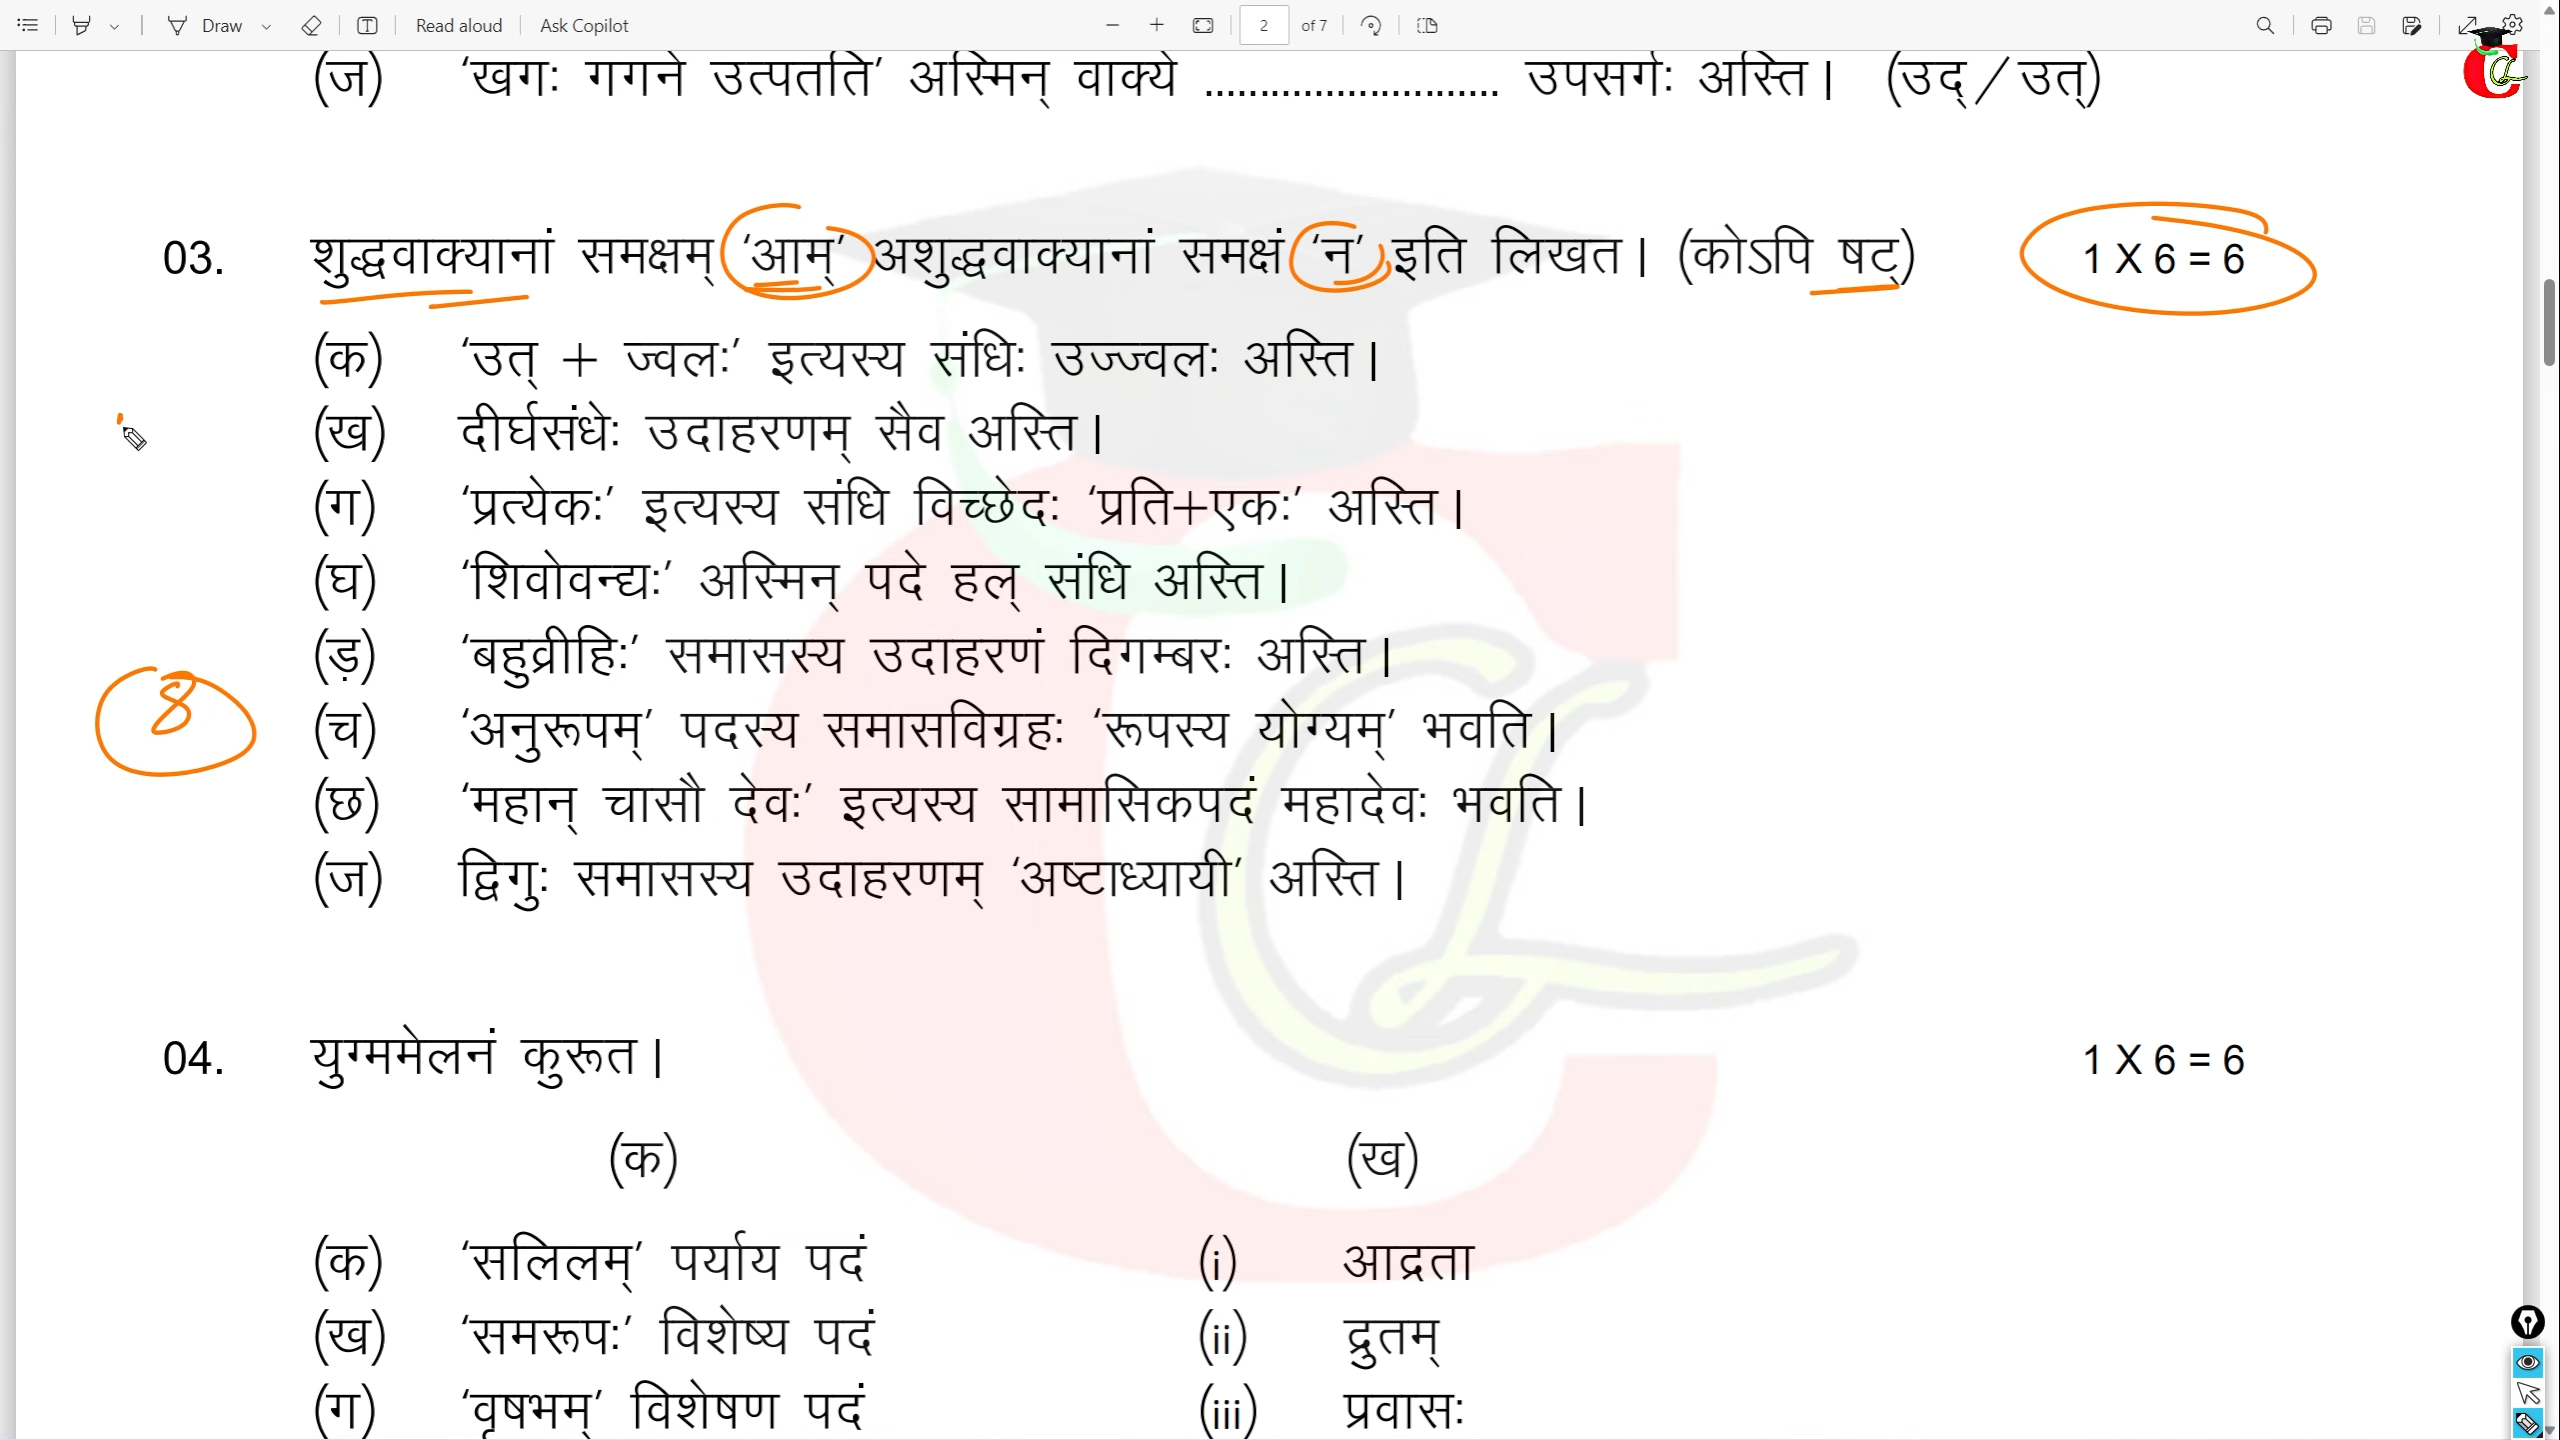 Draw Read aloud Ask Copilot 2 of 7
(ज) ‘खगः गगने उत्पतति’ अस्मिन् वाक्ये .......................... उपसर्गः अस्ति। (उद्/उत्)
03. शुद्धवाक्यानां समक्षम् ‘आम्’ अशुद्धवाक्यानां समक्षं ‘न’ इति लिखत। (कोऽपि षट्) 1 X 6 = 6
(क) ‘उत् + ज्वलः’ इत्यस्य संधिः उज्ज्वलः अस्ति।
(ख) दीर्घसंधेः उदाहरणम् सैव अस्ति।
(ग) ‘प्रत्येकः’ इत्यस्य संधि विच्छेदः ‘प्रति+एकः’ अस्ति।
(घ) ‘शिवोवन्द्यः’ अस्मिन् पदे हल् संधि अस्ति।
(ड़) ‘बहुव्रीहिः’ समासस्य उदाहरणं दिगम्बरः अस्ति।
8
(च) ‘अनुरूपम्’ पदस्य समासविग्रहः ‘रूपस्य योग्यम्’ भवति।
(छ) ‘महान् चासौ देवः’ इत्यस्य सामासिकपदं महादेवः भवति।
(ज) द्विगुः समासस्य उदाहरणम् ‘अष्टाध्यायी’ अस्ति।
04. युग्ममेलनं कुरूत। 1 X 6 = 6
(क) (ख)
(क) ‘सलिलम्’ पर्याय पदं (i) आद्रता
(ख) ‘समरूपः’ विशेष्य पदं (ii) द्रुतम्
(ग) ‘वृषभम्’ विशेषण पदं (iii) प्रवासः